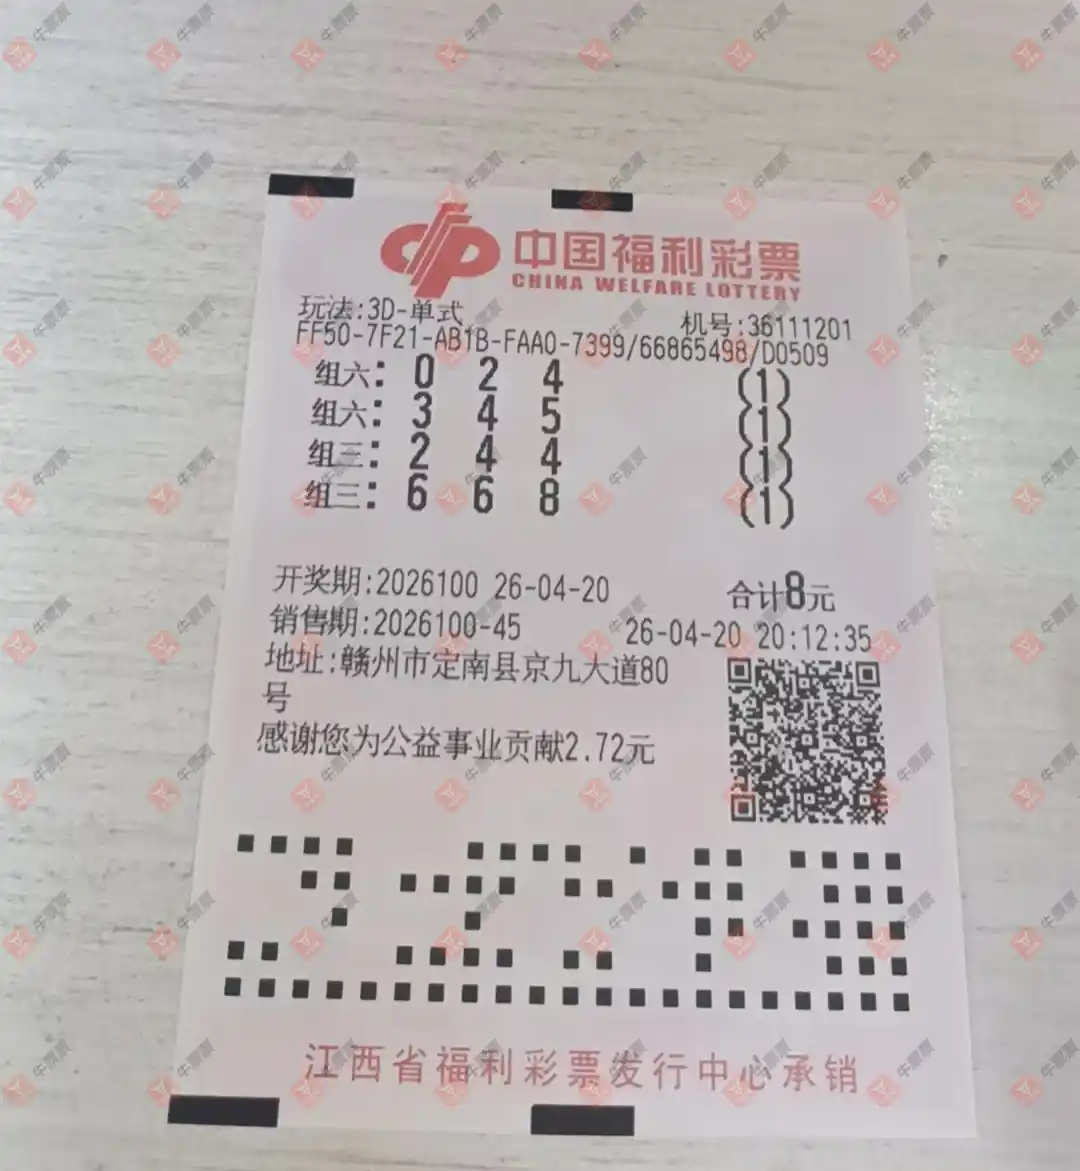 中国福利彩票
CHINA WELFARE LOTTERY
玩法:3D-单式 机号:36111201
FF50-7F21-AB1B-FAA0-7399/66865498/D0509
组六: 0 2 4 (1)
组六: 3 4 5 (1)
组三: 2 4 4 (1)
组三: 6 6 8 (1)
开奖期:2026100 26-04-20 合计8元
销售期:2026100-45 26-04-20 20:12:35
地址:赣州市定南县京九大道80
号
感谢您为公益事业贡献2.72元
江西省福利彩票发行中心承销